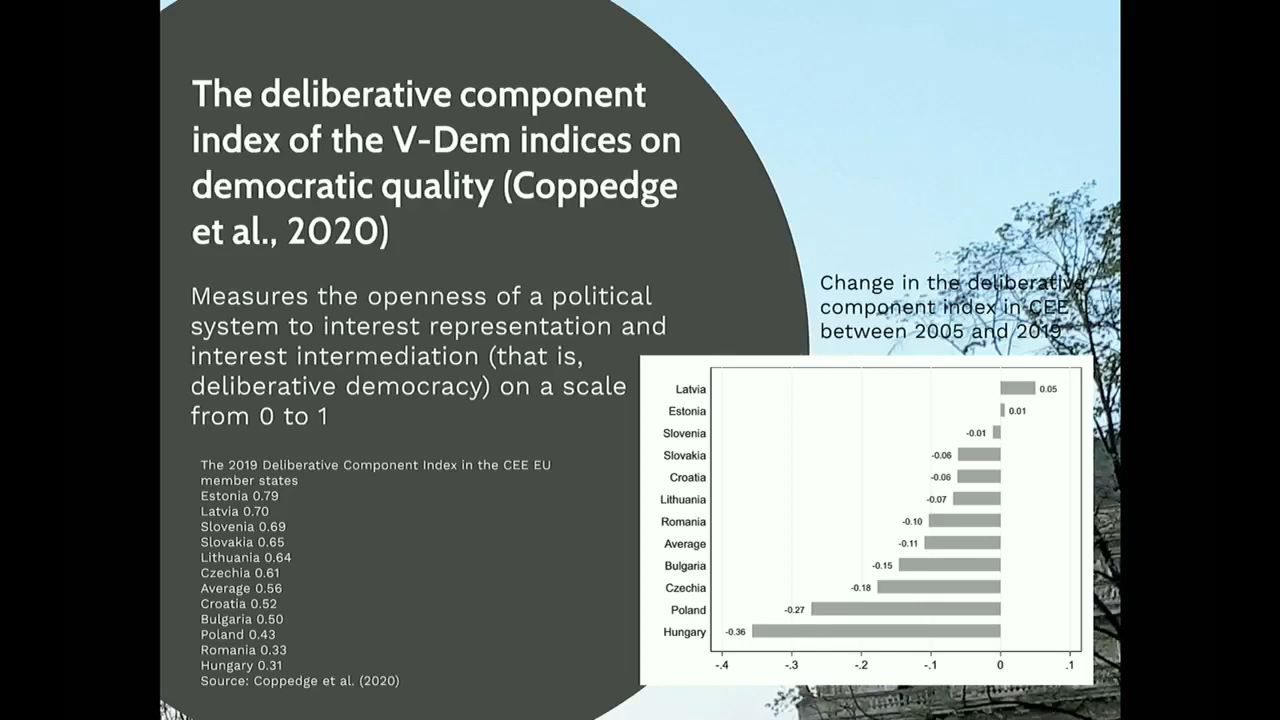 The deliberative component
index of the V-Dem indices on
democratic quality (Coppedge
et al., 2020)
Measures the openness of a political
system to interest representation and
interest intermediation (that is,
deliberative democracy) on a scale
from 0 to 1
The 2019 Deliberative Component Index in the CEE EU
member states
Estonia 0.79
Latvia 0.70
Slovenia 0.69
Slovakia 0.65
Lithuania 0.64
Czechia 0.61
Average 0.56
Croatia 0.52
Bulgaria 0.50
Poland 0.43
Romania 0.33
Hungary 0.31
Source: Coppedge et al. (2020)
Change in the deliberative
component index in CEE
between 2005 and 2019
Latvia 0.05
Estonia 0.01
Slovenia -0.01
Slovakia -0.06
Croatia -0.06
Lithuania -0.07
Romania -0.10
Average -0.11
Bulgaria -0.15
Czechia -0.18
Poland -0.27
Hungary -0.36
-.4 -.3 -.2 -.1 0 .1